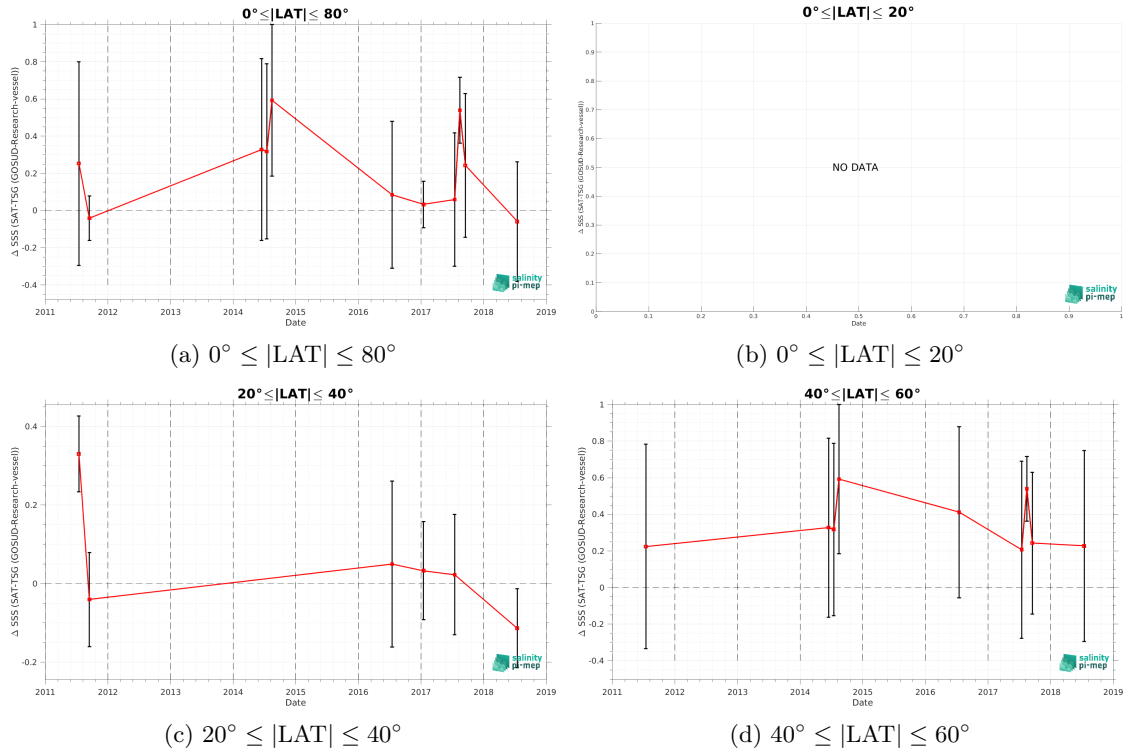 0°≤|LAT|≤ 80°
Δ SSS (SAT-TSG (GOSUD-Research-vessel))
1
0.8
0.6
0.4
0.2
0
-0.2
-0.4
2011 2012 2013 2014 2015 2016 2017 2018 2019
Date
salinity
pi-mep
(a) 0° ≤ |LAT| ≤ 80°
0°≤|LAT|≤ 20°
Δ SSS (SAT-TSG (GOSUD-Research-vessel))
1
0.9
0.8
0.7
0.6
0.5
0.4
0.3
0.2
0.1
0
NO DATA
0 0.1 0.2 0.3 0.4 0.5 0.6 0.7 0.8 0.9 1
Date
salinity
pi-mep
(b) 0° ≤ |LAT| ≤ 20°
20°≤|LAT|≤ 40°
Δ SSS (SAT-TSG (GOSUD-Research-vessel))
0.4
0.2
0
-0.2
2011 2012 2013 2014 2015 2016 2017 2018 2019
Date
salinity
pi-mep
(c) 20° ≤ |LAT| ≤ 40°
40°≤|LAT|≤ 60°
Δ SSS (SAT-TSG (GOSUD-Research-vessel))
1
0.8
0.6
0.4
0.2
0
-0.2
-0.4
2011 2012 2013 2014 2015 2016 2017 2018 2019
Date
salinity
pi-mep
(d) 40° ≤ |LAT| ≤ 60°